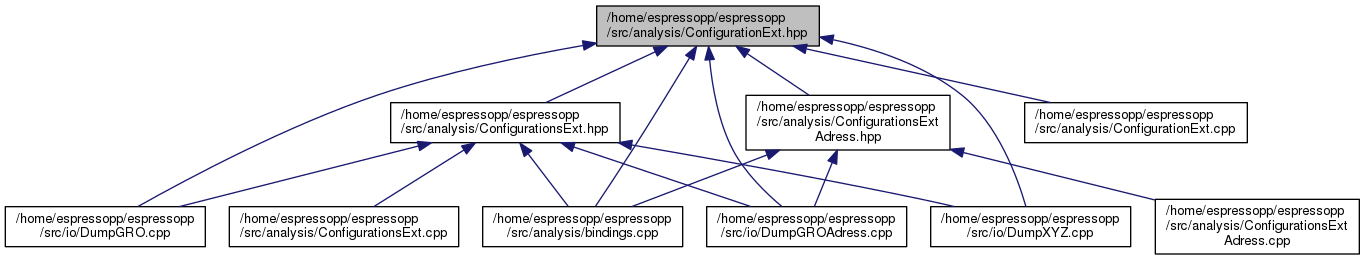 /home/espressopp/espressopp
/src/analysis/ConfigurationExt.hpp
/home/espressopp/espressopp
/src/analysis/ConfigurationsExt.hpp
/home/espressopp/espressopp
/src/analysis/ConfigurationsExt
Adress.hpp
/home/espressopp/espressopp
/src/analysis/ConfigurationExt.cpp
/home/espressopp/espressopp
/src/io/DumpGRO.cpp
/home/espressopp/espressopp
/src/analysis/ConfigurationsExt.cpp
/home/espressopp/espressopp
/src/analysis/bindings.cpp
/home/espressopp/espressopp
/src/io/DumpGROAdress.cpp
/home/espressopp/espressopp
/src/io/DumpXYZ.cpp
/home/espressopp/espressopp
/src/analysis/ConfigurationsExt
Adress.cpp